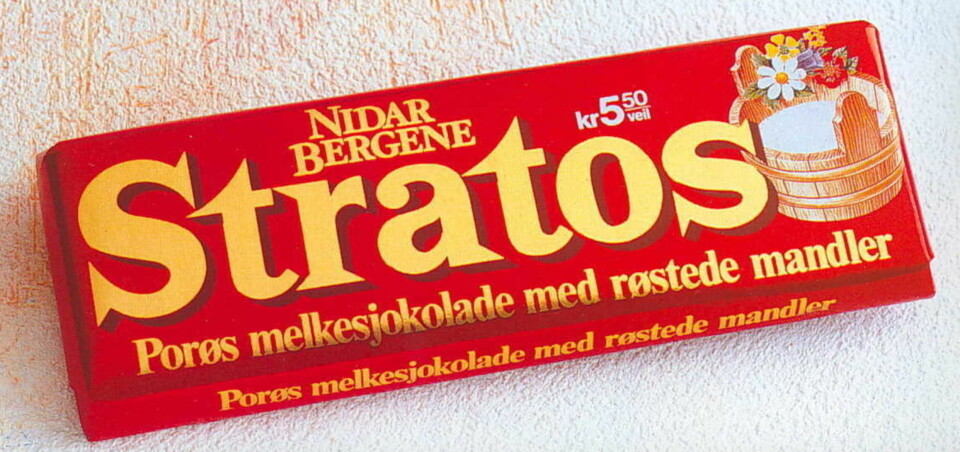 NIDAR
BERGENE
kr 5 50
veil
Stratos
Porøs melkesjokolade med røstede mandler
Porøs melkesjokolade med røstede mandler